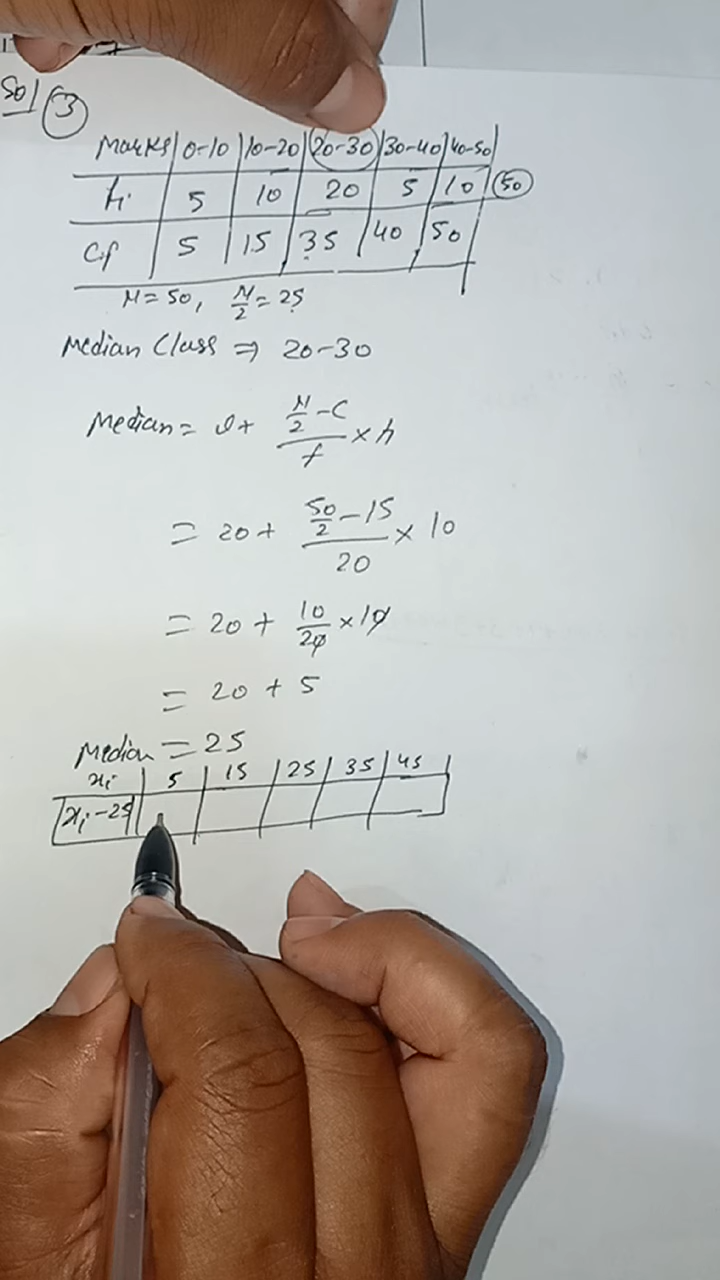 Sol (3)
Marks 0-10 10-20 20-30 30-40 40-50
fi 5 10 20 5 10 50
Cf 5 15 35 40 50
N = 50, N/2 = 25
Median Class ⇒ 20-30
Median = l + (N/2 - C)/f × h
= 20 + (50/2 - 15)/20 × 10
= 20 + 10/20 × 10
= 20 + 5
Median = 25
xi 5 15 25 35 45
|xi - 25|